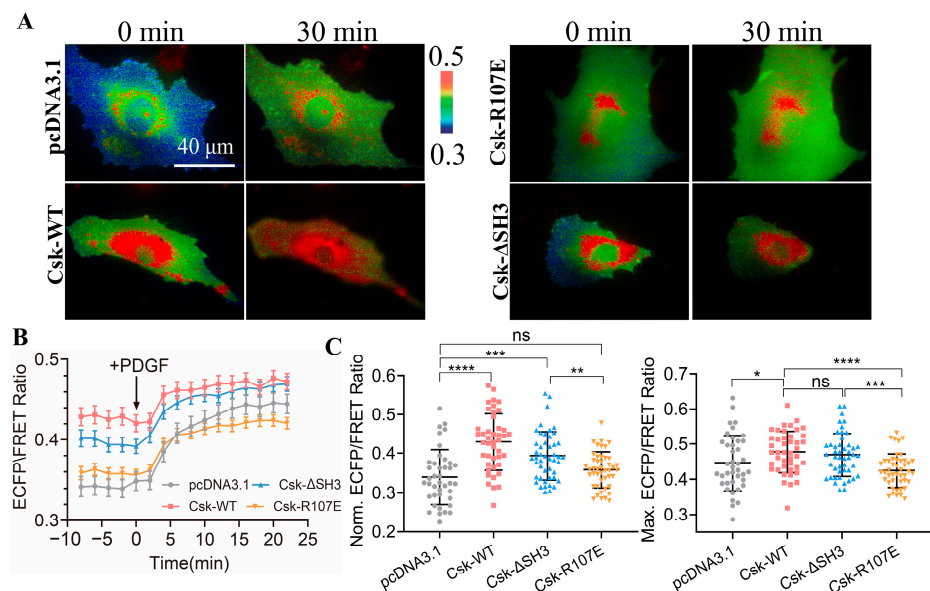 A
0 min
30 min
0 min
30 min
pcDNA3.1
40 μm
0.5
0.3
Csk-R107E
Csk-WT
Csk-ΔSH3
B
ECFP\FRET Ratio
0.5
0.4
0.3
+PDGF
pcDNA3.1
Csk-ΔSH3
Csk-WT
Csk-R107E
−10 −5 0 5 10 15 20 25
Time(min)
C
Norm. ECFP/FRET Ratio
0.6
0.5
0.4
0.3
0.2
ns
***
****
**
pcDNA3.1
Csk-WT
Csk-ΔSH3
Csk-R107E
Max. ECFP/FRET Ratio
0.6
0.5
0.4
0.3
****
*
ns
***
pcDNA3.1
Csk-WT
Csk-ΔSH3
Csk-R107E